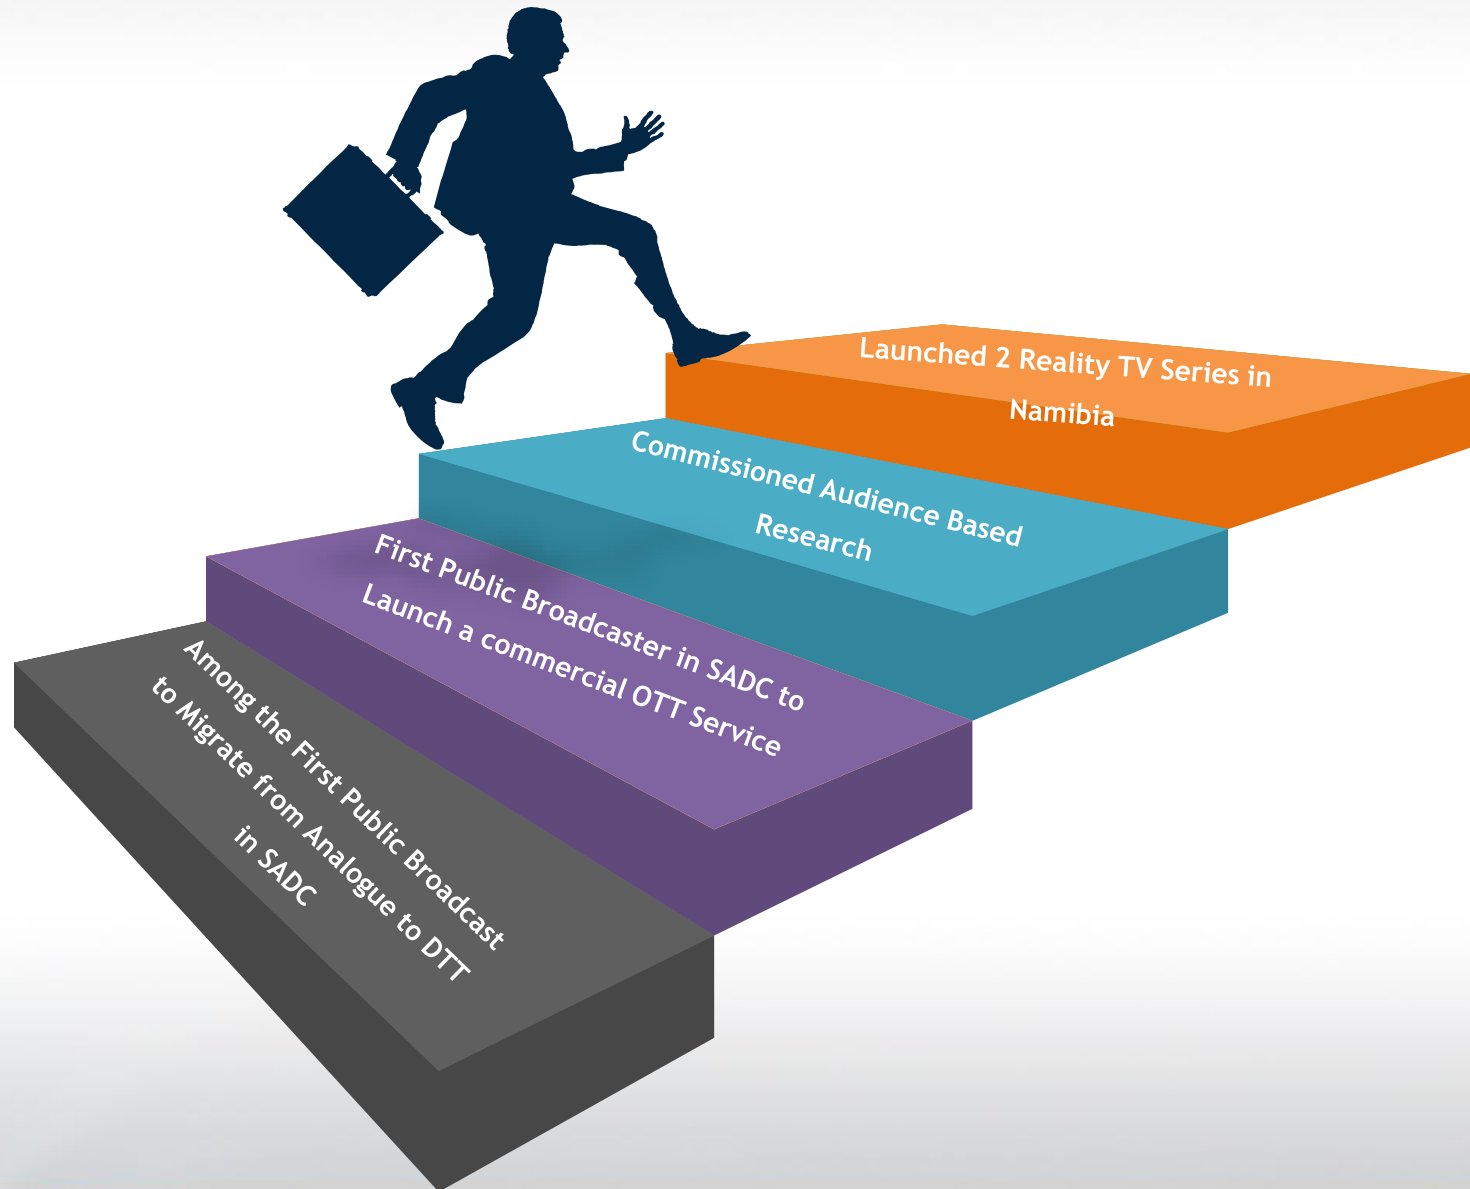 Launched 2 Reality TV Series in
Namibia
Commissioned Audience Based
Research
First Public Broadcaster in SADC to
Launch a commercial OTT Service
Among the First Public Broadcast
to Migrate from Analogue to DTT
in SADC